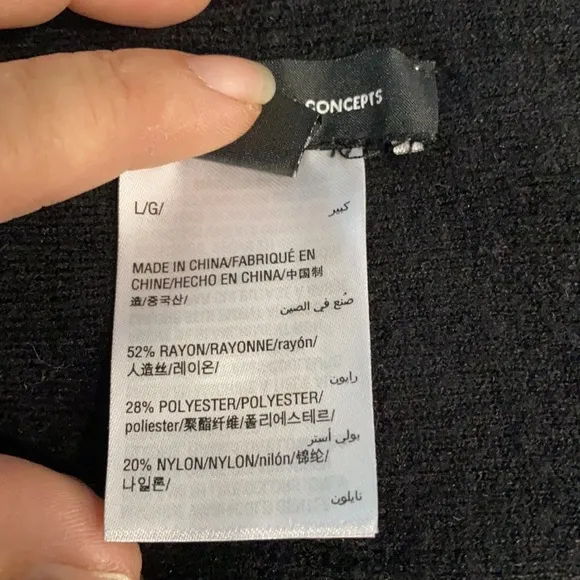 CONCEPTS
L/G/ كبير
MADE IN CHINA/FABRIQUÉ EN
CHINE/HECHO EN CHINA/中国制
造/중국산/
صُنع في الصين
52% RAYON/RAYONNE/rayón/
人造丝/레이온/
رايون
28% POLYESTER/POLYESTER/
poliester/聚酯纤维/폴리에스테르/
بولي أستر
20% NYLON/NYLON/nilón/锦纶/
나일론/
نايلون